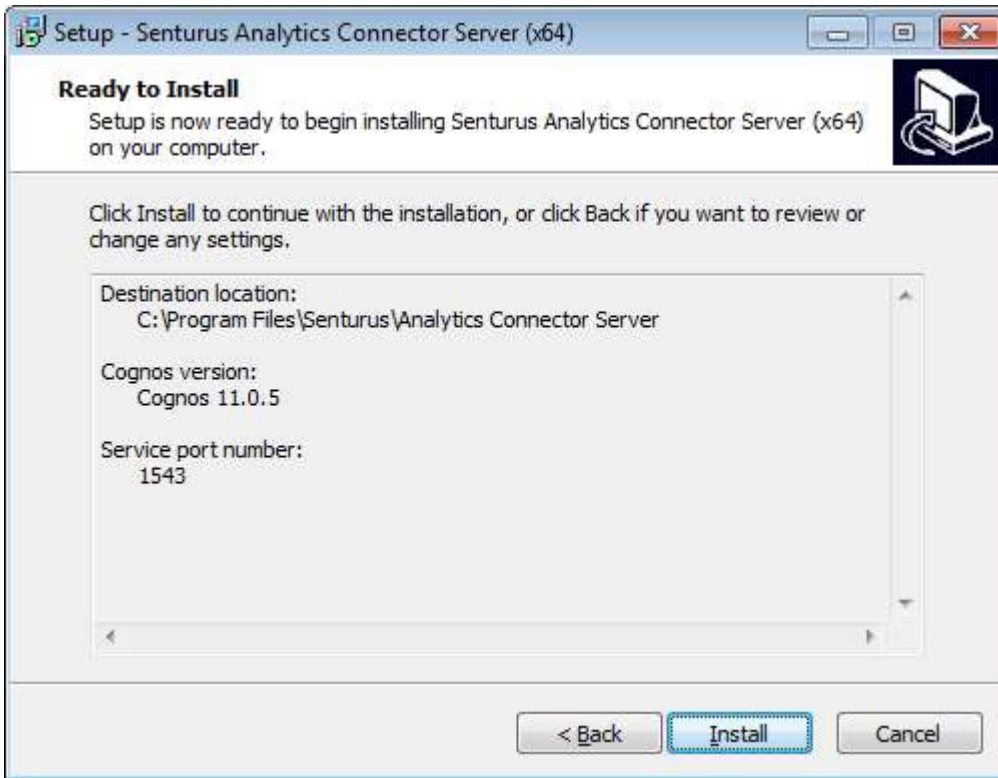 Setup - Senturus Analytics Connector Server (x64)
Ready to Install
Setup is now ready to begin installing Senturus Analytics Connector Server (x64)
on your computer.
Click Install to continue with the installation, or click Back if you want to review or
change any settings.
Destination location:
C:\Program Files\Senturus\Analytics Connector Server
Cognos version:
Cognos 11.0.5
Service port number:
1543
< Back
Install
Cancel